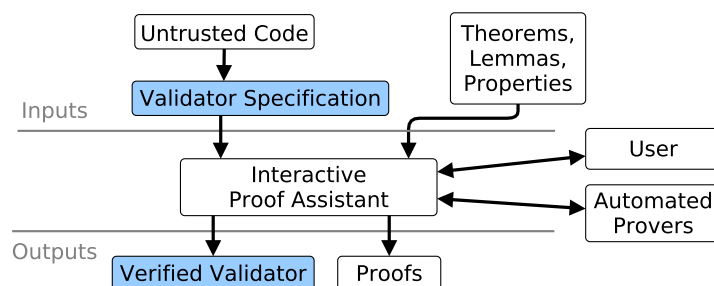 Untrusted Code
Theorems,
Lemmas,
Properties
Validator Specification
Inputs
Interactive
Proof Assistant
User
Automated
Provers
Outputs
Verified Validator
Proofs